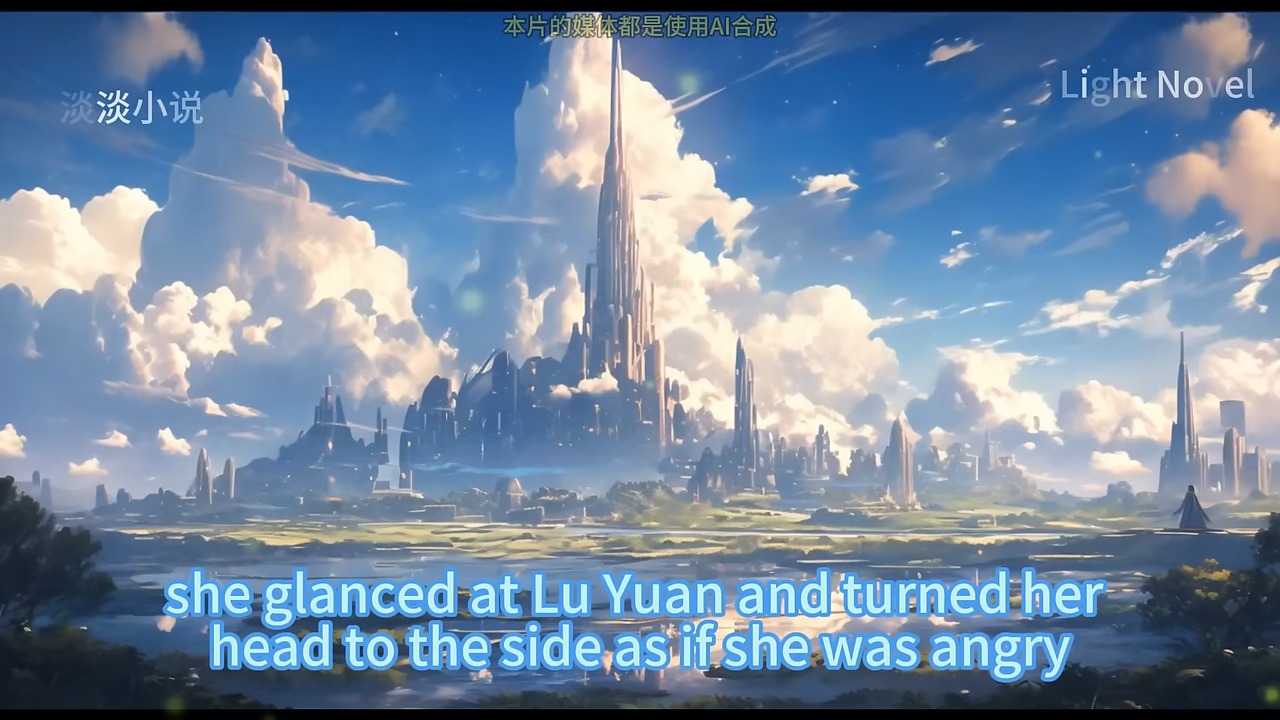 本片的媒体都是使用AI合成
淡淡小说
Light Novel
she glanced at Lu Yuan and turned her
head to the side as if she was angry